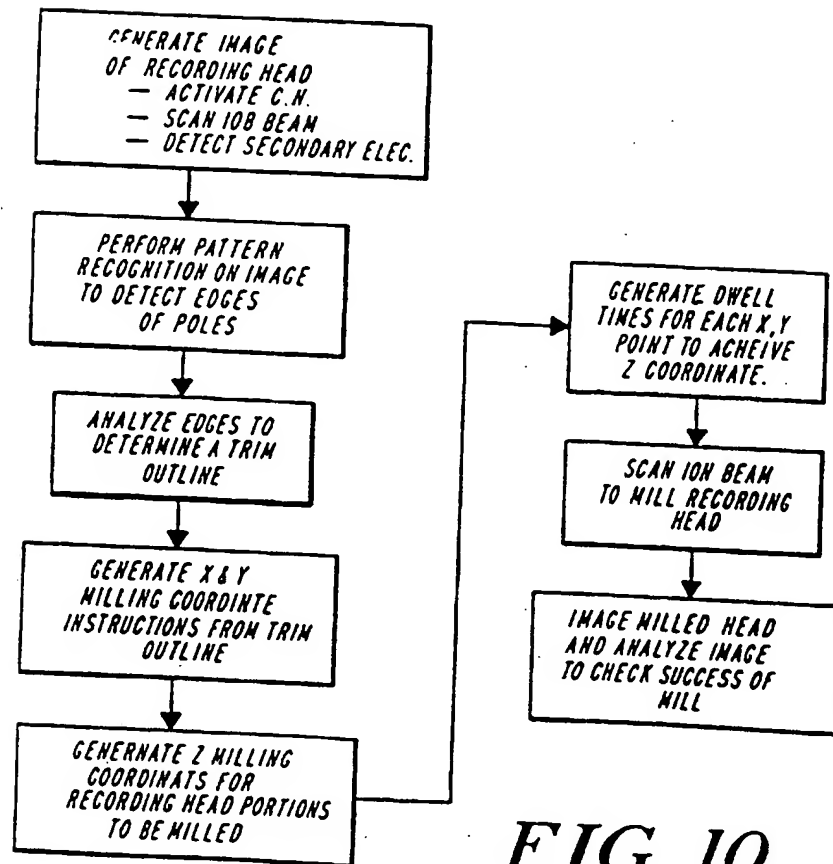 GENERATE IMAGE
OF RECORDING HEAD
— ACTIVATE C.N.
— SCAN IOB BEAM
— DETECT SECONDARY ELEC.
PERFORM PATTERN
RECOGNITION ON IMAGE
TO DETECT EDGES
OF POLES
ANALYZE EDGES TO
DETERMINE A TRIM
OUTLINE
GENERATE X & Y
MILLING COORDINTE
INSTRUCTIONS FROM TRIM
OUTLINE
GENERNATE Z MILLING
COORDINATS FOR
RECORDING HEAD PORTIONS
TO BE MILLED
GENERATE DWELL
TIMES FOR EACH X,Y
POINT TO ACHEIVE
Z COORDINATE.
SCAN ION BEAM
TO MILL RECORDING
HEAD
IMAGE MILLED HEAD
AND ANALYZE IMAGE
TO CHECK SUCCESS OF
MILL
FIG. 10